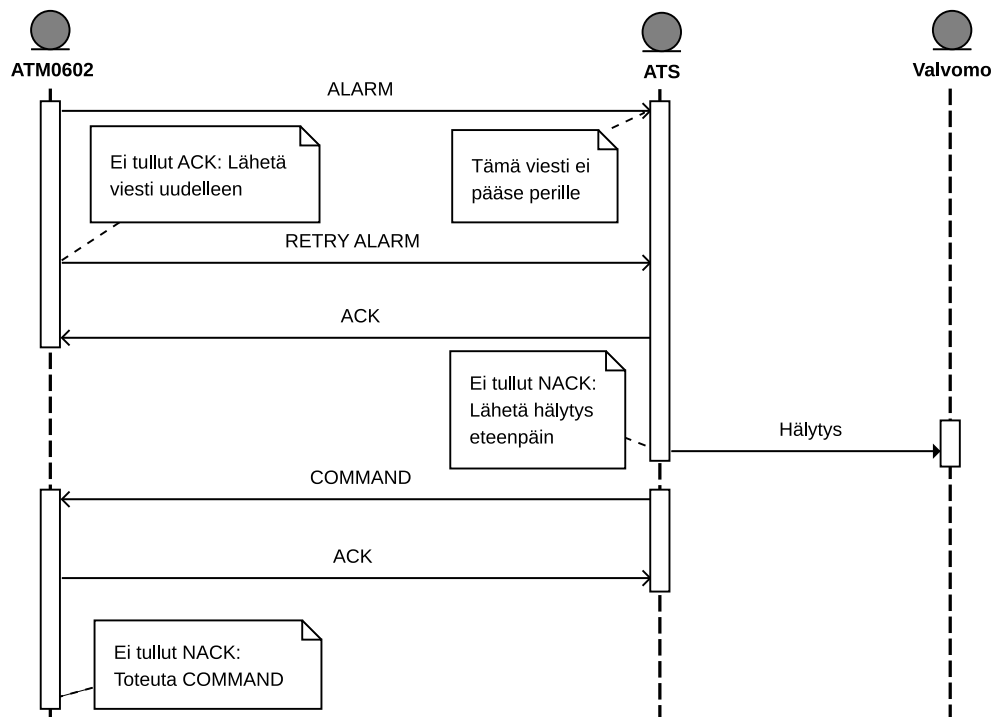 ATM0602
ATS
Valvomo
ALARM
Ei tullut ACK: Lähetä
viesti uudelleen
Tämä viesti ei
pääse perille
RETRY ALARM
ACK
Ei tullut NACK:
Lähetä hälytys
eteenpäin
Hälytys
COMMAND
ACK
Ei tullut NACK:
Toteuta COMMAND